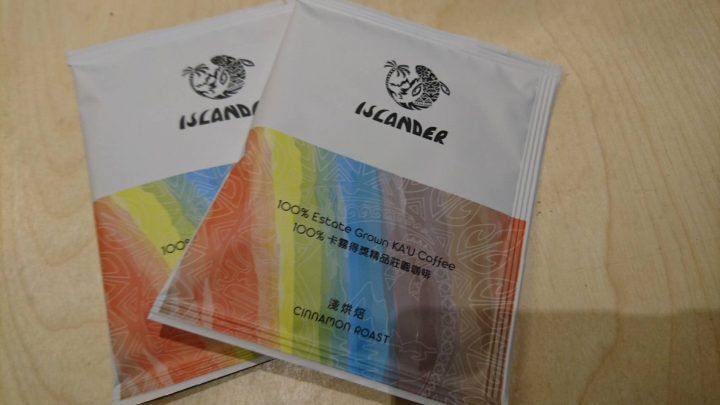 ISLANDER
100%
ISLANDER
100% Estate Grown KA'U Coffee
100% 卡霧得獎精品莊園咖啡
淺烘焙
CINNAMON ROAST